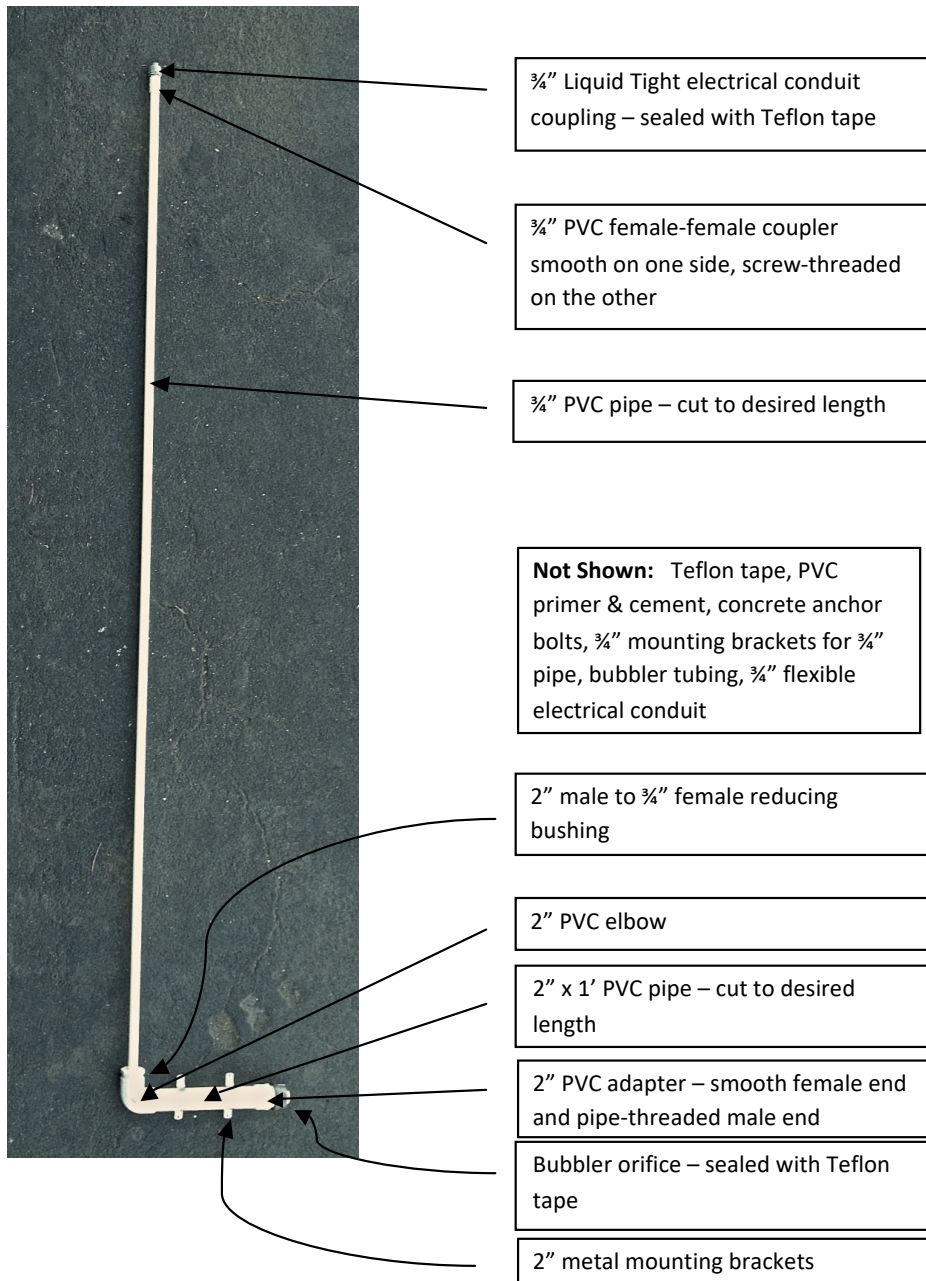 ¾” Liquid Tight electrical conduit
coupling – sealed with Teflon tape
¾” PVC female-female coupler
smooth on one side, screw-threaded
on the other
¾” PVC pipe – cut to desired length
Not Shown:   Teflon tape, PVC
primer & cement, concrete anchor
bolts, ¾” mounting brackets for ¾”
pipe, bubbler tubing, ¾” flexible
electrical conduit
2” male to ¾” female reducing
bushing
2” PVC elbow
2” x 1’ PVC pipe – cut to desired
length
2” PVC adapter – smooth female end
and pipe-threaded male end
Bubbler orifice – sealed with Teflon
tape
2” metal mounting brackets